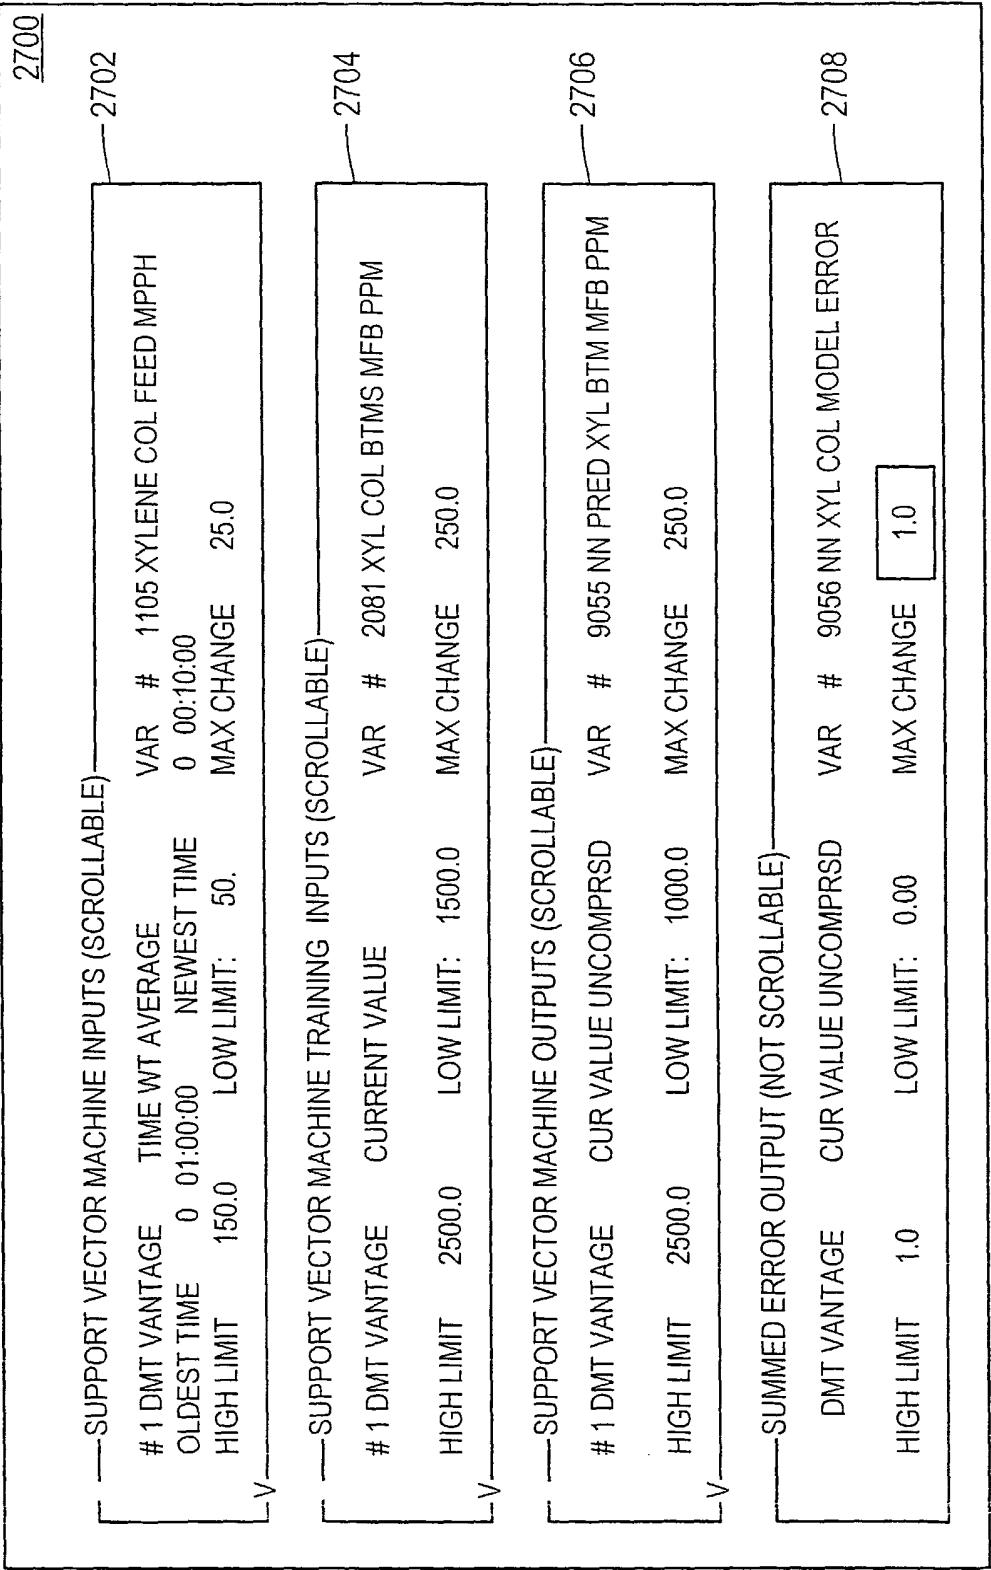 2700
SUPPORT VECTOR MACHINE INPUTS (SCROLLABLE)
2702
# 1 DMT VANTAGE TIME WT AVERAGE VAR # 1105 XYLENE COL FEED MPPH
OLDEST TIME 0 01:00:00 NEWEST TIME 0 00:10:00
HIGH LIMIT 150.0 LOW LIMIT: 50. MAX CHANGE 25.0
V
SUPPORT VECTOR MACHINE TRAINING INPUTS (SCROLLABLE)
2704
# 1 DMT VANTAGE CURRENT VALUE VAR # 2081 XYL COL BTMS MFB PPM
HIGH LIMIT 2500.0 LOW LIMIT: 1500.0 MAX CHANGE 250.0
V
SUPPORT VECTOR MACHINE OUTPUTS (SCROLLABLE)
2706
# 1 DMT VANTAGE CUR VALUE UNCOMPRSD VAR # 9055 NN PRED XYL BTM MFB PPM
HIGH LIMIT 2500.0 LOW LIMIT: 1000.0 MAX CHANGE 250.0
V
SUMMED ERROR OUTPUT (NOT SCROLLABLE)
2708
DMT VANTAGE CUR VALUE UNCOMPRSD VAR # 9056 NN XYL COL MODEL ERROR
HIGH LIMIT 1.0 LOW LIMIT: 0.00 MAX CHANGE 1.0